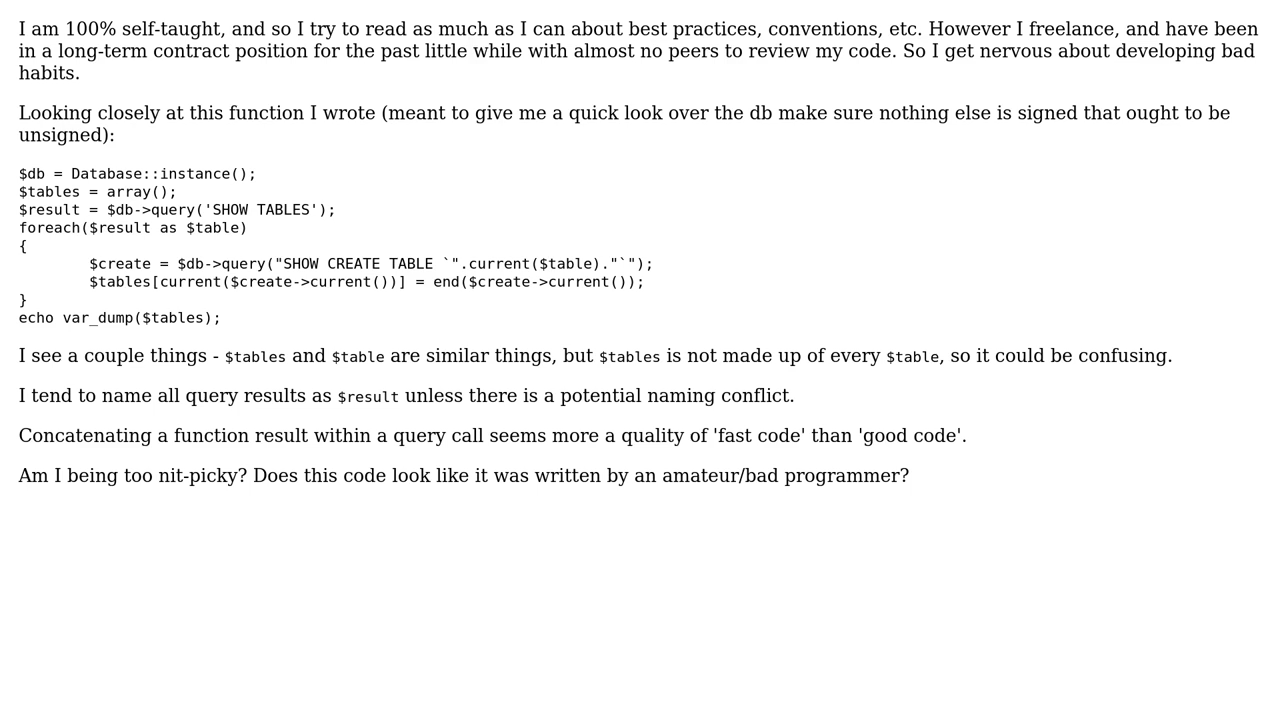 I am 100% self-taught, and so I try to read as much as I can about best practices, conventions, etc. However I freelance, and have been
in a long-term contract position for the past little while with almost no peers to review my code. So I get nervous about developing bad
habits.
Looking closely at this function I wrote (meant to give me a quick look over the db make sure nothing else is signed that ought to be
unsigned):
$db = Database::instance();
$tables = array();
$result = $db->query('SHOW TABLES');
foreach($result as $table)
{
        $create = $db->query("SHOW CREATE TABLE `".current($table)."`");
        $tables[current($create->current())] = end($create->current());
}
echo var_dump($tables);
I see a couple things - $tables and $table are similar things, but $tables is not made up of every $table, so it could be confusing.
I tend to name all query results as $result unless there is a potential naming conflict.
Concatenating a function result within a query call seems more a quality of 'fast code' than 'good code'.
Am I being too nit-picky? Does this code look like it was written by an amateur/bad programmer?